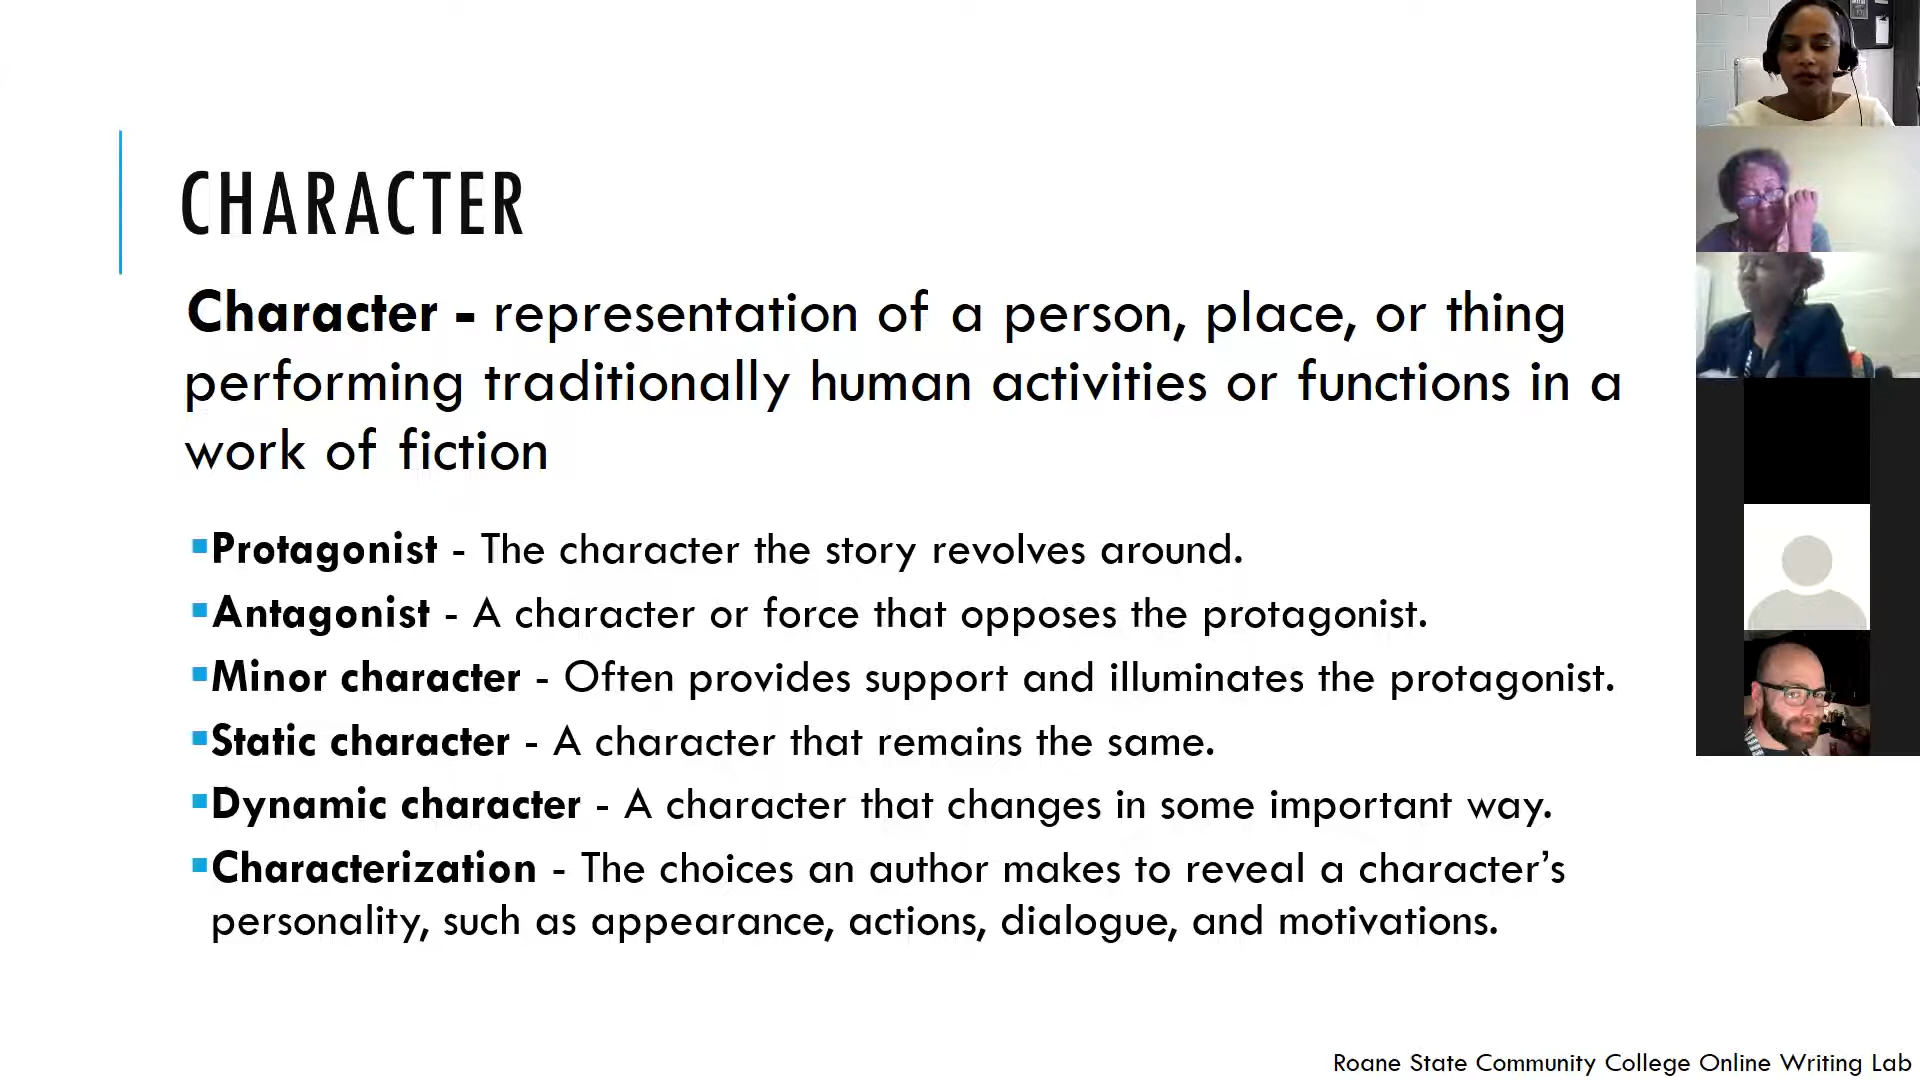 CHARACTER
Character - representation of a person, place, or thing
performing traditionally human activities or functions in a
work of fiction
▪Protagonist - The character the story revolves around.
▪Antagonist - A character or force that opposes the protagonist.
▪Minor character - Often provides support and illuminates the protagonist.
▪Static character - A character that remains the same.
▪Dynamic character - A character that changes in some important way.
▪Characterization - The choices an author makes to reveal a character’s
personality, such as appearance, actions, dialogue, and motivations.
Roane State Community College Online Writing Lab